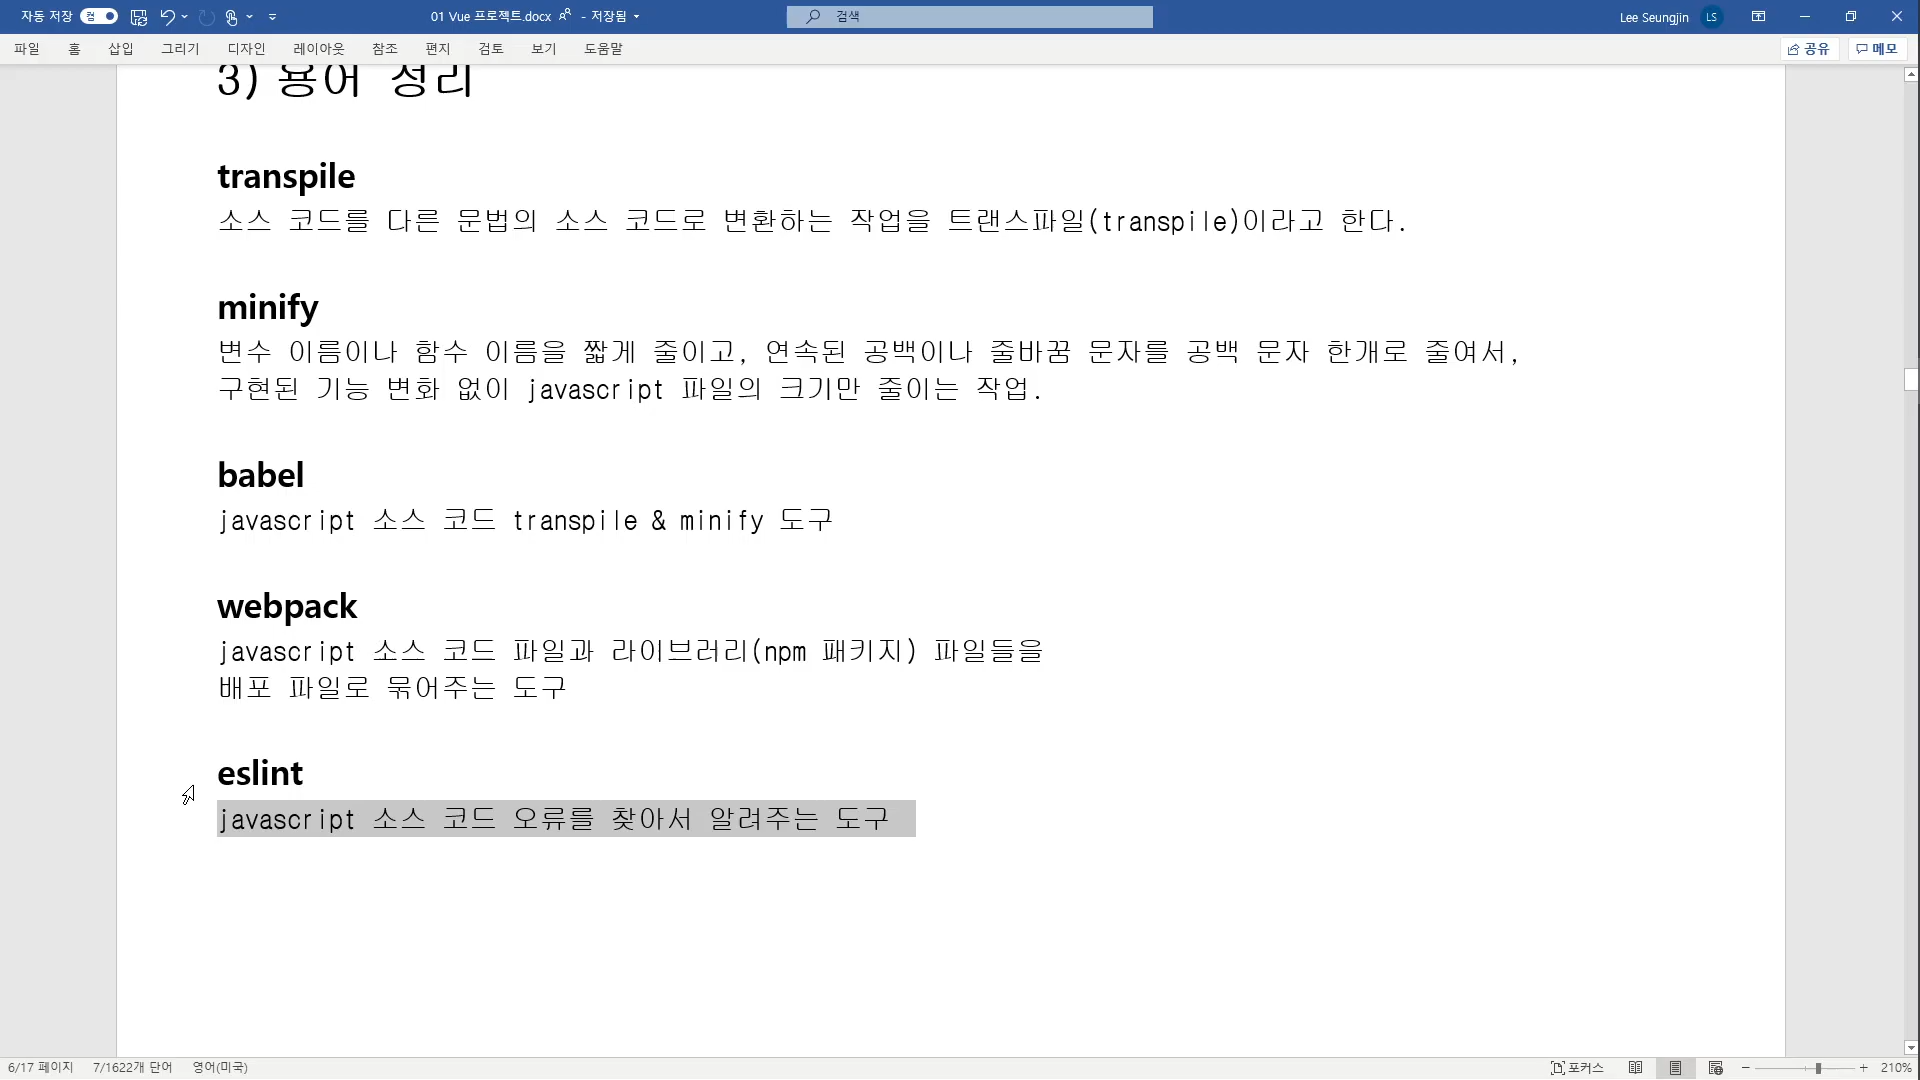 자동 저장 켬 01 Vue 프로젝트.docx - 저장됨 검색 Lee Seungjin LS
파일 홈 삽입 그리기 디자인 레이아웃 참조 편지 검토 보기 도움말 공유 메모
3) 용어 정리
transpile
소스 코드를 다른 문법의 소스 코드로 변환하는 작업을 트랜스파일(transpile)이라고 한다.
minify
변수 이름이나 함수 이름을 짧게 줄이고, 연속된 공백이나 줄바꿈 문자를 공백 문자 한개로 줄여서,
구현된 기능 변화 없이 javascript 파일의 크기만 줄이는 작업.
babel
javascript 소스 코드 transpile & minify 도구
webpack
javascript 소스 코드 파일과 라이브러리(npm 패키지) 파일들을
배포 파일로 묶어주는 도구
eslint
javascript 소스 코드 오류를 찾아서 알려주는 도구
6/17 페이지 7/1622개 단어 영어(미국) 포커스 210%